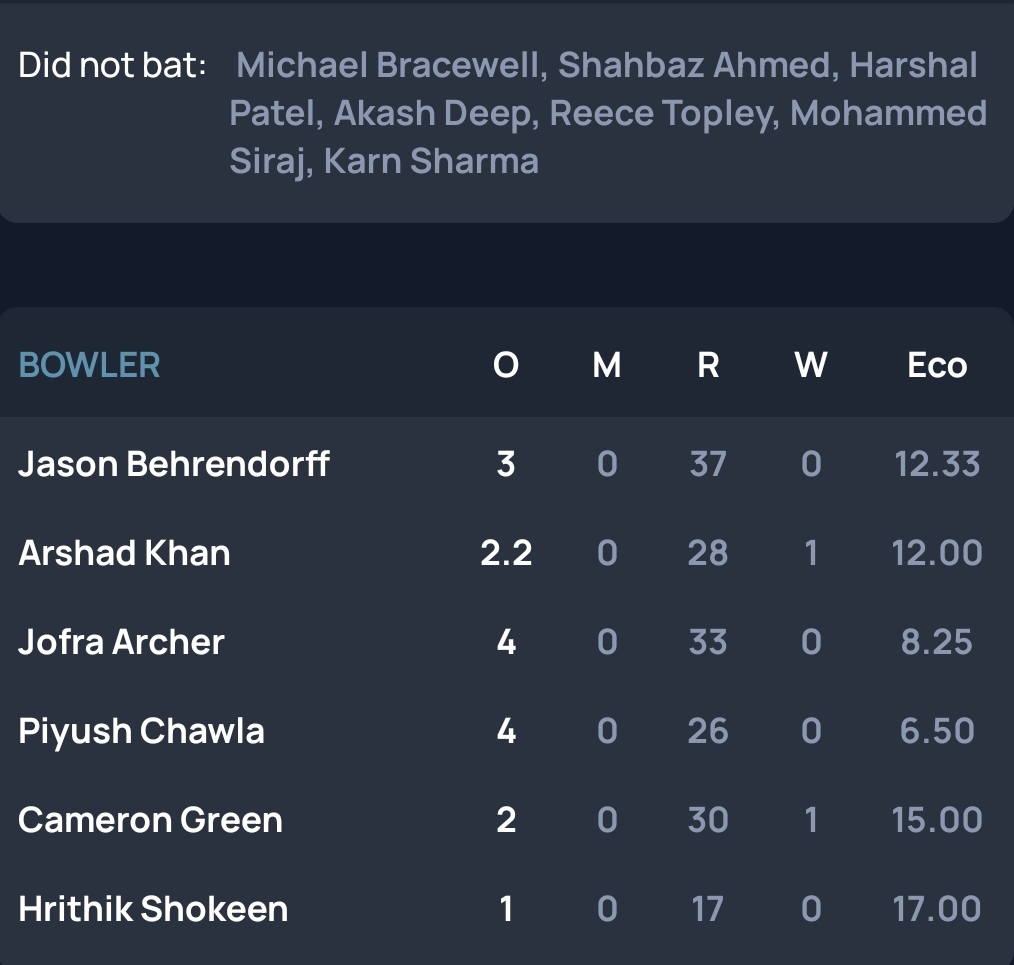 Did not bat: Michael Bracewell, Shahbaz Ahmed, Harshal
Patel, Akash Deep, Reece Topley, Mohammed
Siraj, Karn Sharma
BOWLER O M R W Eco
Jason Behrendorff 3 0 37 0 12.33
Arshad Khan 2.2 0 28 1 12.00
Jofra Archer 4 0 33 0 8.25
Piyush Chawla 4 0 26 0 6.50
Cameron Green 2 0 30 1 15.00
Hrithik Shokeen 1 0 17 0 17.00